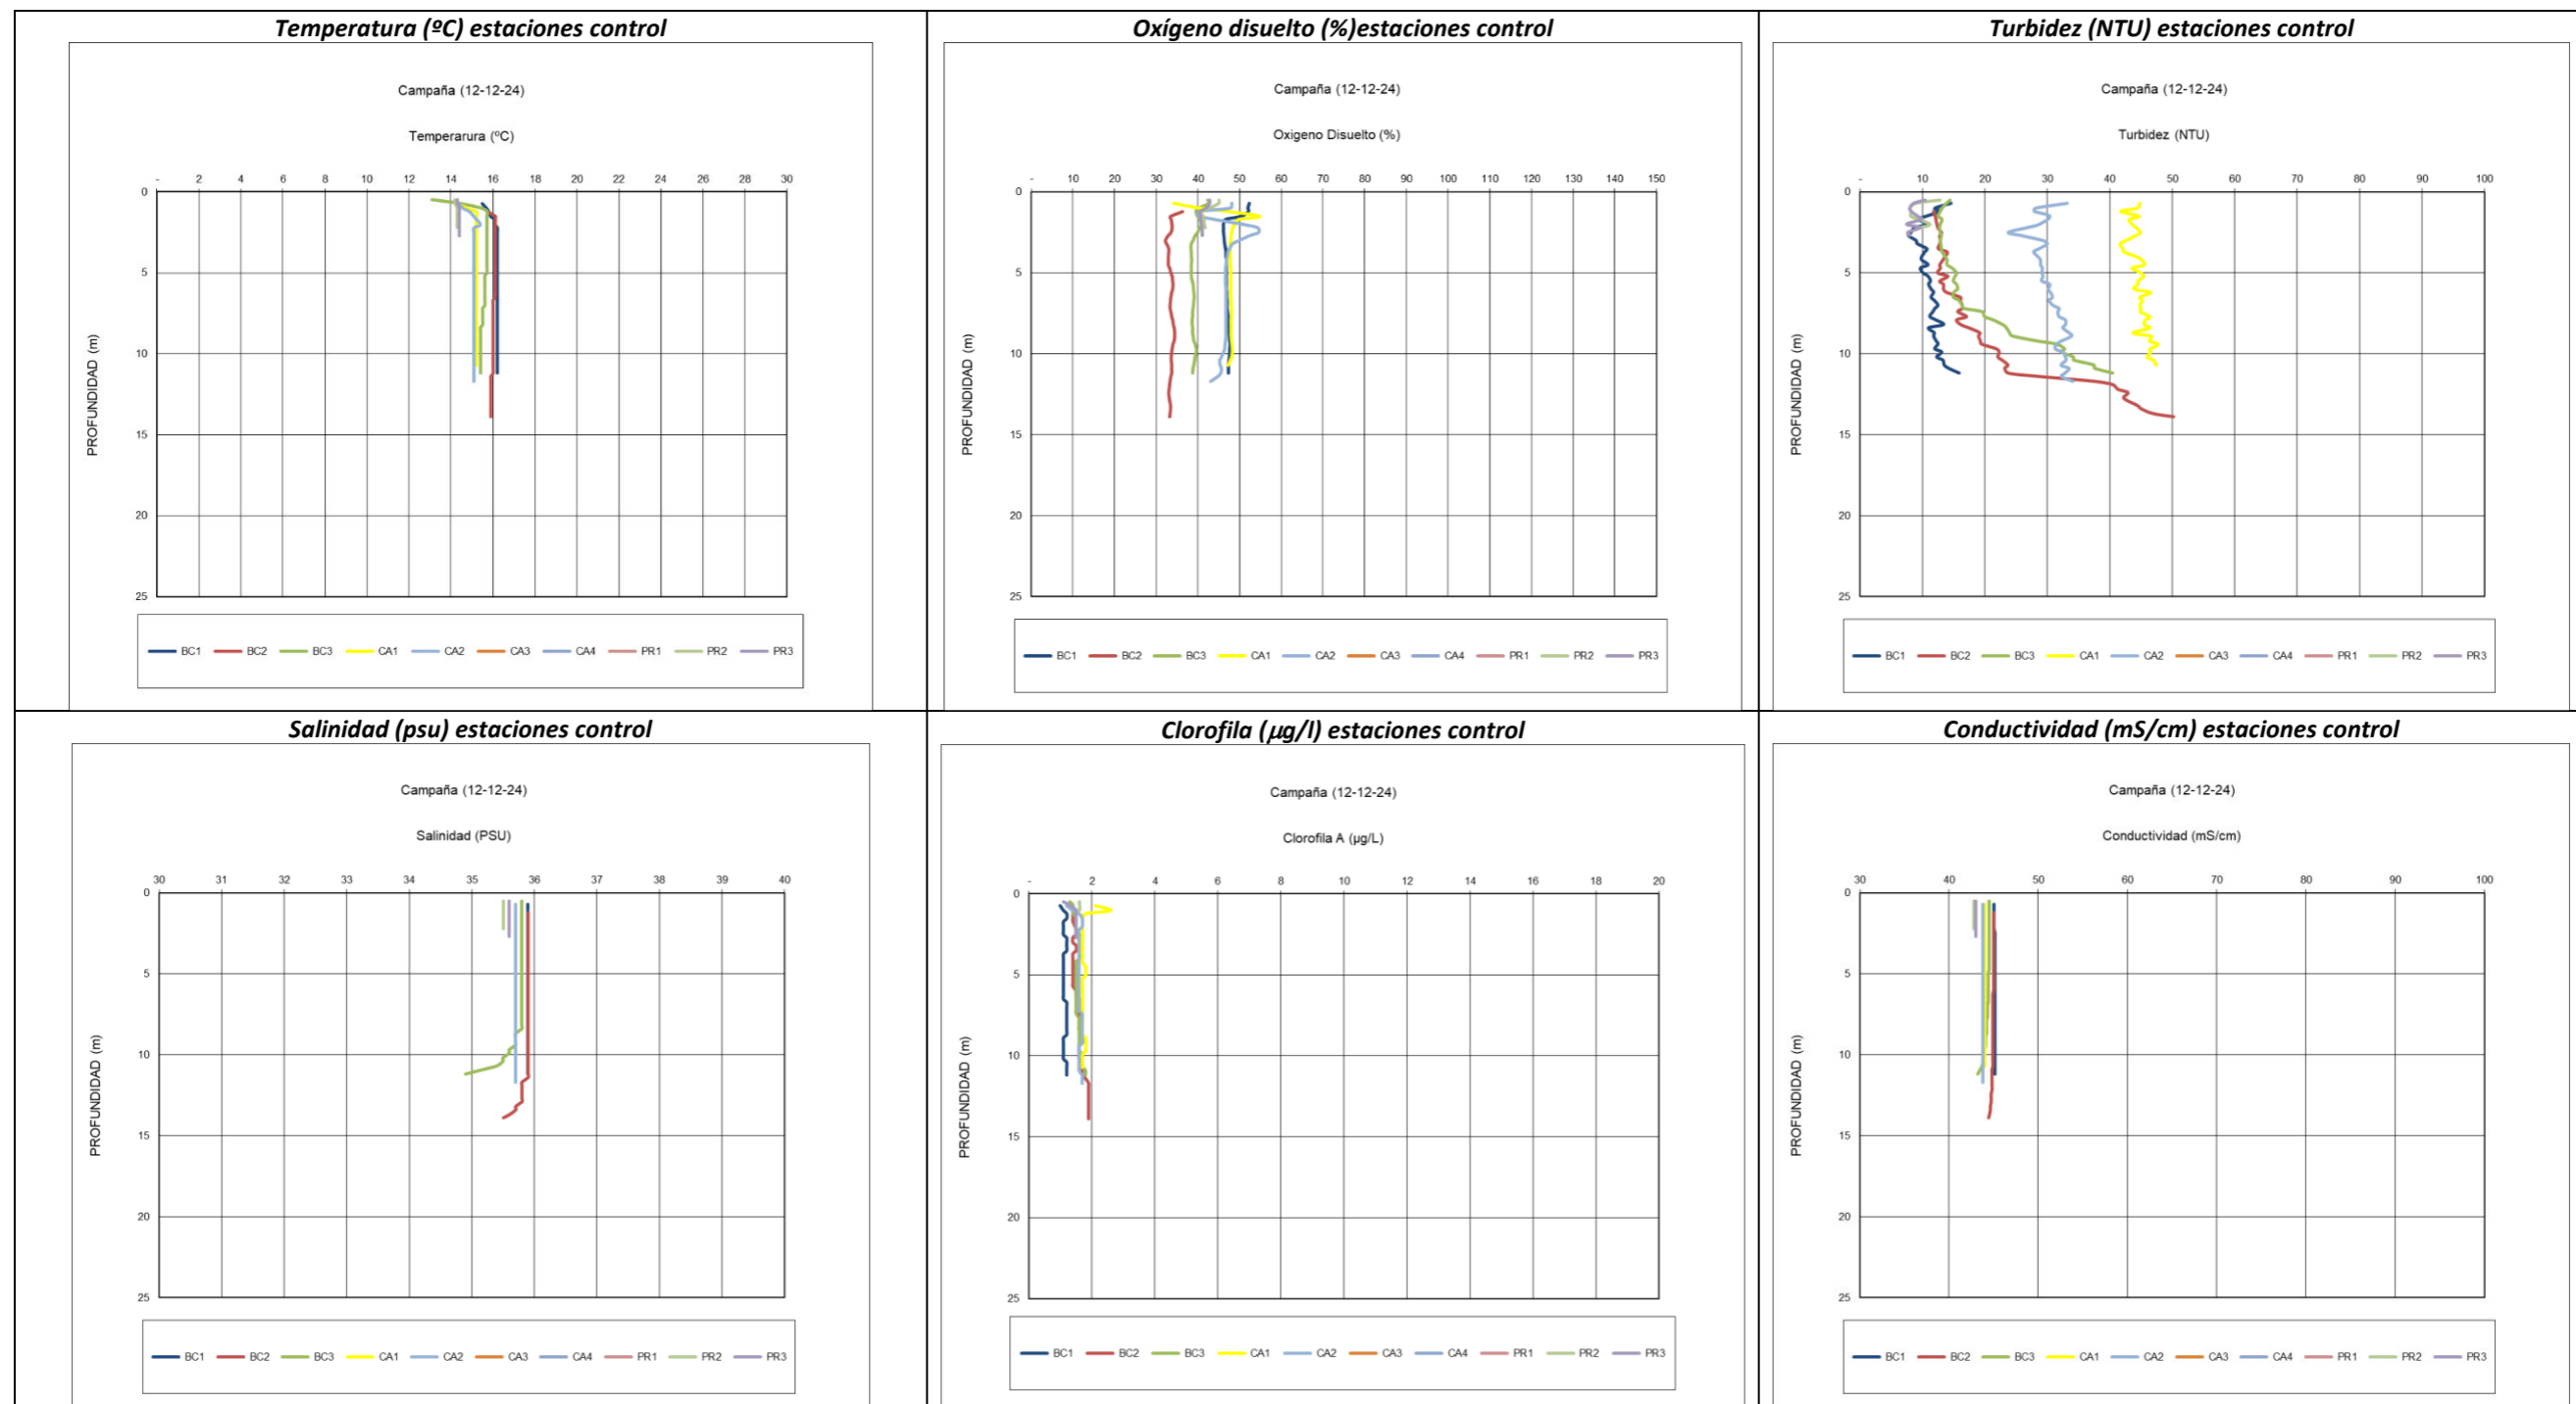 Temperatura (ºC) estaciones control
Campaña (12-12-24)
Temperarura (ºC)
- 2 4 6 8 10 12 14 16 18 20 22 24 26 28 30
0
5
10
15
20
25
PROFUNDIDAD (m)
BC1 BC2 BC3 CA1 CA2 CA3 CA4 PR1 PR2 PR3
Oxígeno disuelto (%)estaciones control
Campaña (12-12-24)
Oxigeno Disuelto (%)
- 10 20 30 40 50 60 70 80 90 100 110 120 130 140 150
0
5
10
15
20
25
PROFUNDIDAD (m)
BC1 BC2 BC3 CA1 CA2 CA3 CA4 PR1 PR2 PR3
Turbidez (NTU) estaciones control
Campaña (12-12-24)
Turbidez (NTU)
- 10 20 30 40 50 60 70 80 90 100
0
5
10
15
20
25
PROFUNDIDAD (m)
BC1 BC2 BC3 CA1 CA2 CA3 CA4 PR1 PR2 PR3
Salinidad (psu) estaciones control
Campaña (12-12-24)
Salinidad (PSU)
30 31 32 33 34 35 36 37 38 39 40
0
5
10
15
20
25
PROFUNDIDAD (m)
BC1 BC2 BC3 CA1 CA2 CA3 CA4 PR1 PR2 PR3
Clorofila (µg/l) estaciones control
Campaña (12-12-24)
Clorofila A (µg/L)
- 2 4 6 8 10 12 14 16 18 20
0
5
10
15
20
25
PROFUNDIDAD (m)
BC1 BC2 BC3 CA1 CA2 CA3 CA4 PR1 PR2 PR3
Conductividad (mS/cm) estaciones control
Campaña (12-12-24)
Conductividad (mS/cm)
30 40 50 60 70 80 90 100
0
5
10
15
20
25
PROFUNDIDAD (m)
BC1 BC2 BC3 CA1 CA2 CA3 CA4 PR1 PR2 PR3